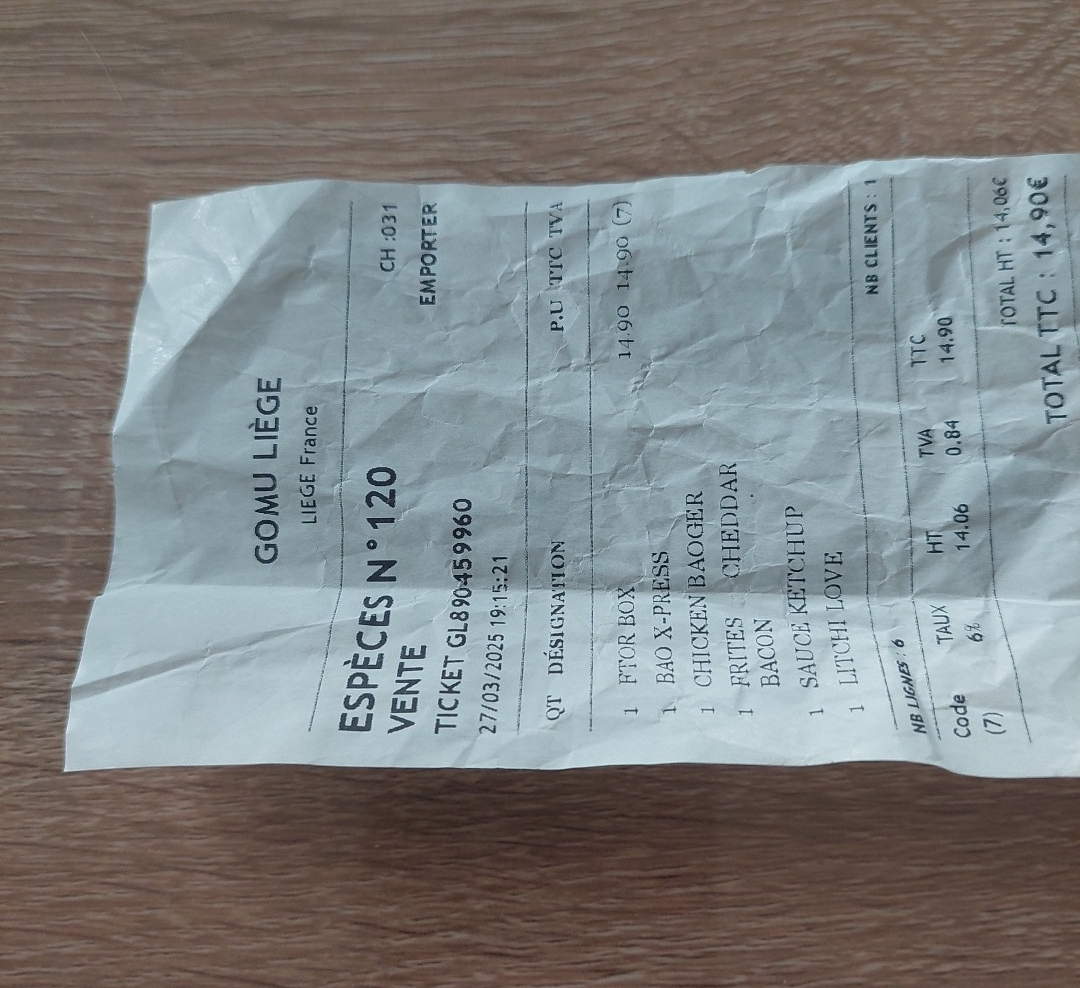 GOMU LIÈGE
LIEGE France
ESPÈCES N°120 CH :031
VENTE EMPORTER
TICKET GL890459960
27/03/2025 19:15:21
QT DÉSIGNATION P.U TTC TVA
1 FTOR BOX 14.90 14.90 (7)
1 BAO X-PRESS
1 CHICKEN BAOGER
1 FRITES CHEDDAR
BACON
1 SAUCE KETCHUP
1 LITCHI LOVE
NB CLIENTS : 1
NB LIGNES : 6
Code TAUX HT TVA TTC
(7) 6% 14.06 0.84 14.90
TOTAL HT : 14,06€
TOTAL TTC : 14,90€